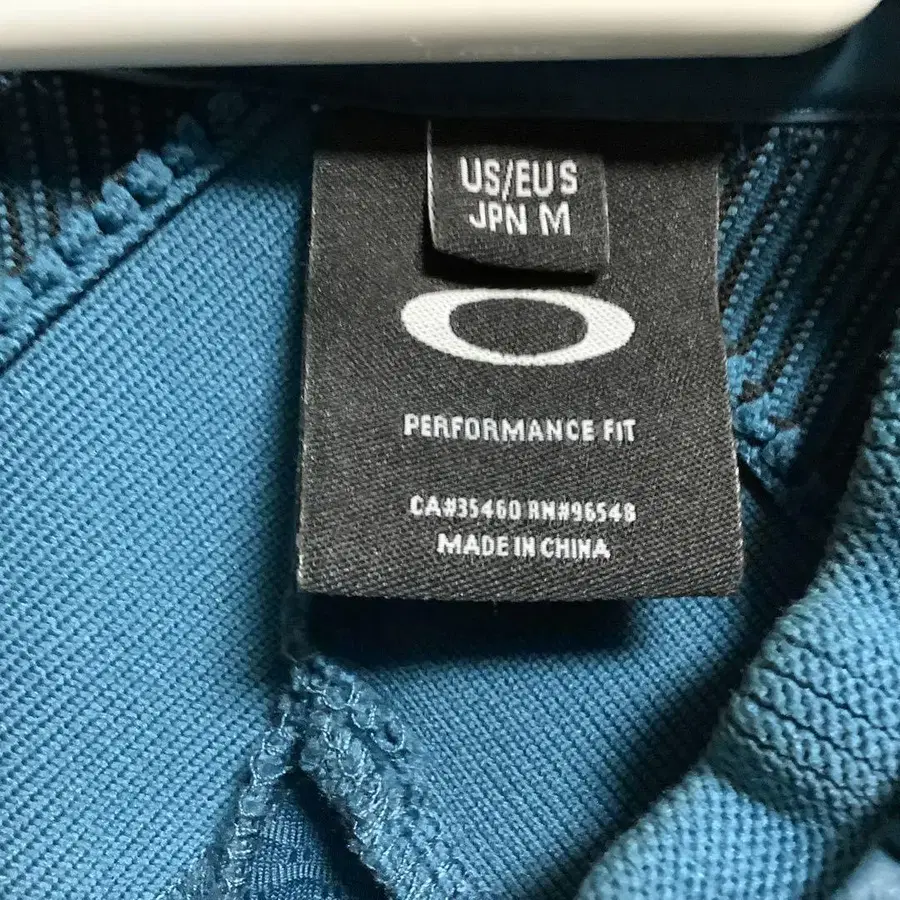 US/EU S
JPN M
PERFORMANCE FIT
CA#35460 RN#96548
MADE IN CHINA